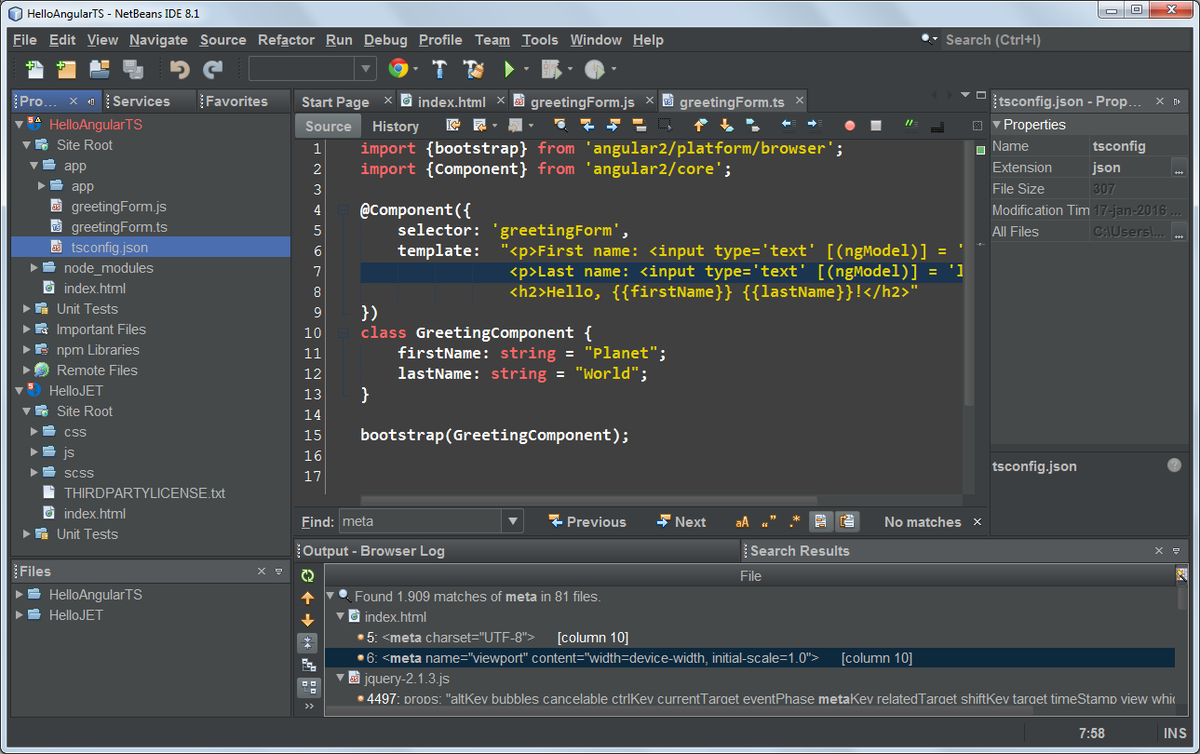 HelloAngularTS - NetBeans IDE 8.1
File Edit View Navigate Source Refactor Run Debug Profile Team Tools Window Help
Search (Ctrl+I)
Pro...
Services
Favorites
HelloAngularTS
Site Root
app
app
greetingForm.js
greetingForm.ts
tsconfig.json
node_modules
index.html
Unit Tests
Important Files
npm Libraries
Remote Files
HelloJET
Site Root
css
js
scss
THIRDPARTYLICENSE.txt
index.html
Unit Tests
Files
HelloAngularTS
HelloJET
Start Page
index.html
greetingForm.js
greetingForm.ts
Source
History
1 import {bootstrap} from 'angular2/platform/browser';
2 import {Component} from 'angular2/core';
3
4 @Component({
5 selector: 'greetingForm',
6 template: "<p>First name: <input type='text' [(ngModel)] = '
7 <p>Last name: <input type='text' [(ngModel)] = 'l
8 <h2>Hello, {{firstName}} {{lastName}}!</h2>"
9 })
10 class GreetingComponent {
11 firstName: string = "Planet";
12 lastName: string = "World";
13 }
14
15 bootstrap(GreetingComponent);
16
17
Find: meta
Previous
Next
aA
No matches
Output - Browser Log
Search Results
File
Found 1.909 matches of meta in 81 files.
index.html
5: <meta charset="UTF-8"> [column 10]
6: <meta name="viewport" content="width=device-width, initial-scale=1.0"> [column 10]
jquery-2.1.3.js
4497: props: "altKey bubbles cancelable ctrlKey currentTarget eventPhase metaKey relatedTarget shiftKey target timeStamp view whic
tsconfig.json - Prop...
Properties
Name tsconfig
Extension json ...
File Size 307
Modification Tim 17-jan-2016 ...
All Files C:\Users\... ...
tsconfig.json
7:58
INS